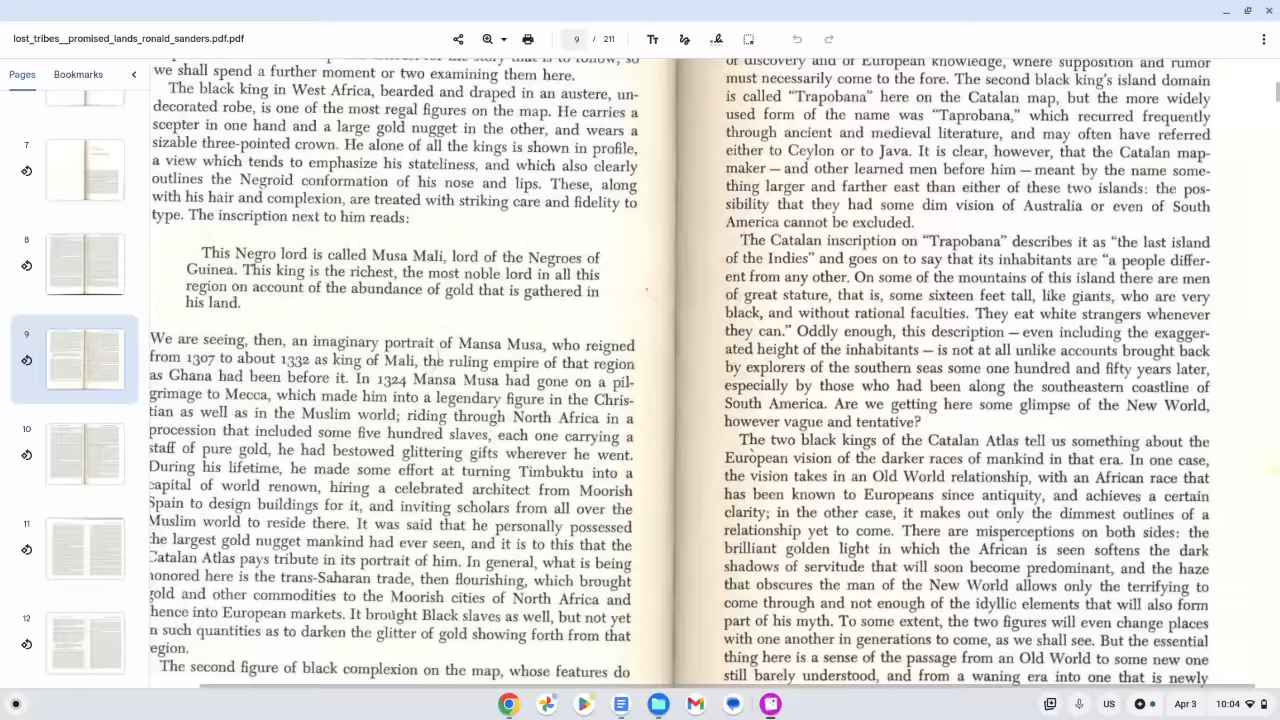 lost_tribes__promised_lands_ronald_sanders.pdf.pdf
9 / 211
Pages
Bookmarks
7
8
9
10
11
12
we shall spend a further moment or two examining them here.
The black king in West Africa, bearded and draped in an austere, un-
decorated robe, is one of the most regal figures on the map. He carries a
scepter in one hand and a large gold nugget in the other, and wears a
sizable three-pointed crown. He alone of all the kings is shown in profile,
a view which tends to emphasize his stateliness, and which also clearly
outlines the Negroid conformation of his nose and lips. These, along
with his hair and complexion, are treated with striking care and fidelity to
type. The inscription next to him reads:
This Negro lord is called Musa Mali, lord of the Negroes of
Guinea. This king is the richest, the most noble lord in all this
region on account of the abundance of gold that is gathered in
his land.
We are seeing, then, an imaginary portrait of Mansa Musa, who reigned
from 1307 to about 1332 as king of Mali, the ruling empire of that region
as Ghana had been before it. In 1324 Mansa Musa had gone on a pil-
grimage to Mecca, which made him into a legendary figure in the Chris-
tian as well as in the Muslim world; riding through North Africa in a
procession that included some five hundred slaves, each one carrying a
staff of pure gold, he had bestowed glittering gifts wherever he went.
During his lifetime, he made some effort at turning Timbuktu into a
capital of world renown, hiring a celebrated architect from Moorish
Spain to design buildings for it, and inviting scholars from all over the
Muslim world to reside there. It was said that he personally possessed
the largest gold nugget mankind had ever seen, and it is to this that the
Catalan Atlas pays tribute in its portrait of him. In general, what is being
honored here is the trans-Saharan trade, then flourishing, which brought
gold and other commodities to the Moorish cities of North Africa and
hence into European markets. It brought Black slaves as well, but not yet
n such quantities as to darken the glitter of gold showing forth from that
egion.
The second figure of black complexion on the map, whose features do
of discovery and of European knowledge, where supposition and rumor
must necessarily come to the fore. The second black king's island domain
is called "Trapobana" here on the Catalan map, but the more widely
used form of the name was "Taprobana," which recurred frequently
through ancient and medieval literature, and may often have referred
either to Ceylon or to Java. It is clear, however, that the Catalan map-
maker — and other learned men before him — meant by the name some-
thing larger and farther east than either of these two islands: the pos-
sibility that they had some dim vision of Australia or even of South
America cannot be excluded.
The Catalan inscription on "Trapobana" describes it as "the last island
of the Indies" and goes on to say that its inhabitants are "a people differ-
ent from any other. On some of the mountains of this island there are men
of great stature, that is, some sixteen feet tall, like giants, who are very
black, and without rational faculties. They eat white strangers whenever
they can." Oddly enough, this description — even including the exagger-
ated height of the inhabitants — is not at all unlike accounts brought back
by explorers of the southern seas some one hundred and fifty years later,
especially by those who had been along the southeastern coastline of
South America. Are we getting here some glimpse of the New World,
however vague and tentative?
The two black kings of the Catalan Atlas tell us something about the
European vision of the darker races of mankind in that era. In one case,
the vision takes in an Old World relationship, with an African race that
has been known to Europeans since antiquity, and achieves a certain
clarity; in the other case, it makes out only the dimmest outlines of a
relationship yet to come. There are misperceptions on both sides: the
brilliant golden light in which the African is seen softens the dark
shadows of servitude that will soon become predominant, and the haze
that obscures the man of the New World allows only the terrifying to
come through and not enough of the idyllic elements that will also form
part of his myth. To some extent, the two figures will even change places
with one another in generations to come, as we shall see. But the essential
thing here is a sense of the passage from an Old World to some new one
still barely understood, and from a waning era into one that is newly
US
Apr 3
10:04